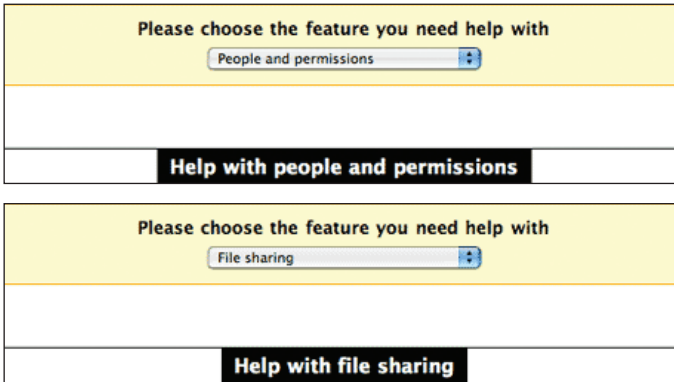 Please choose the feature you need help with
People and permissions
Help with people and permissions
Please choose the feature you need help with
File sharing
Help with file sharing